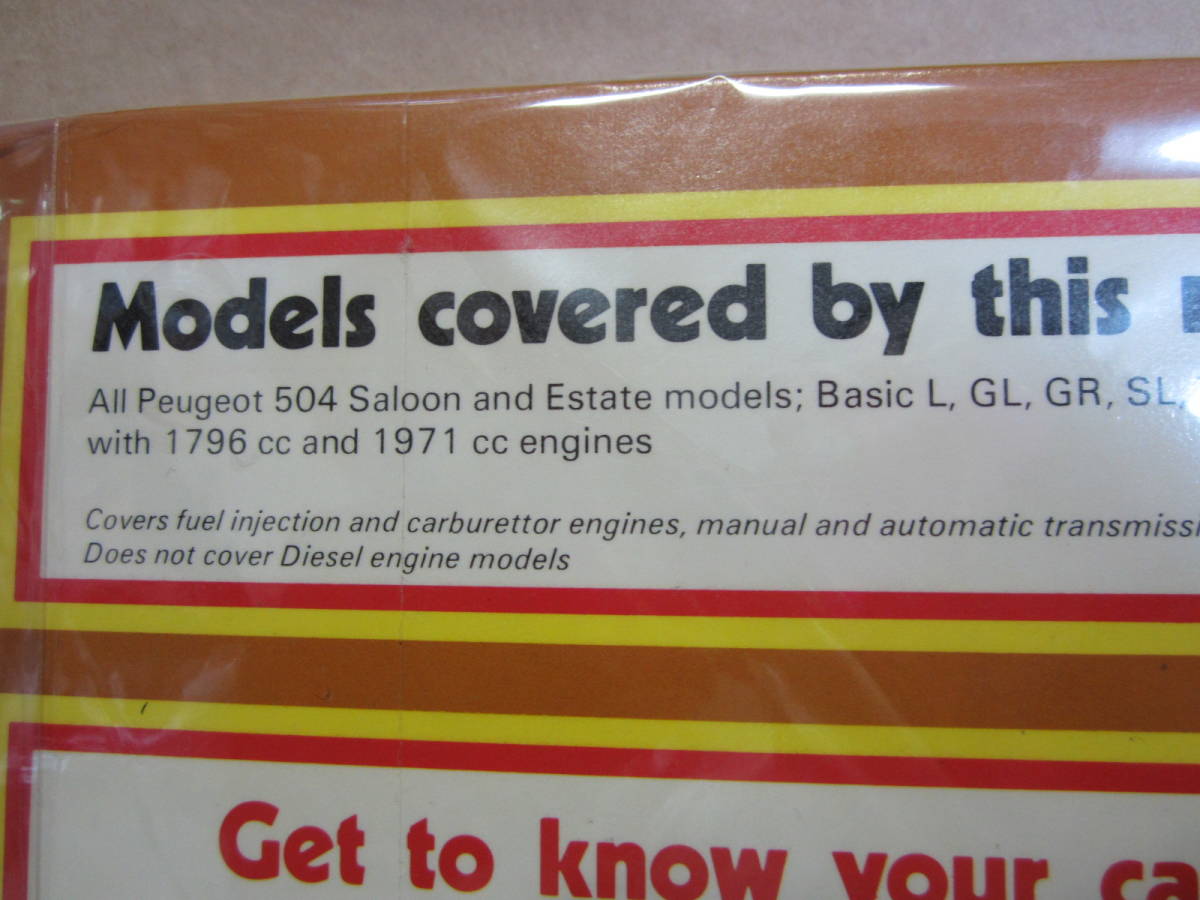 Models covered by this
All Peugeot 504 Saloon and Estate models; Basic L, GL, GR, SL,
with 1796 cc and 1971 cc engines
Covers fuel injection and carburettor engines, manual and automatic transmissi
Does not cover Diesel engine models
Get to know your ca